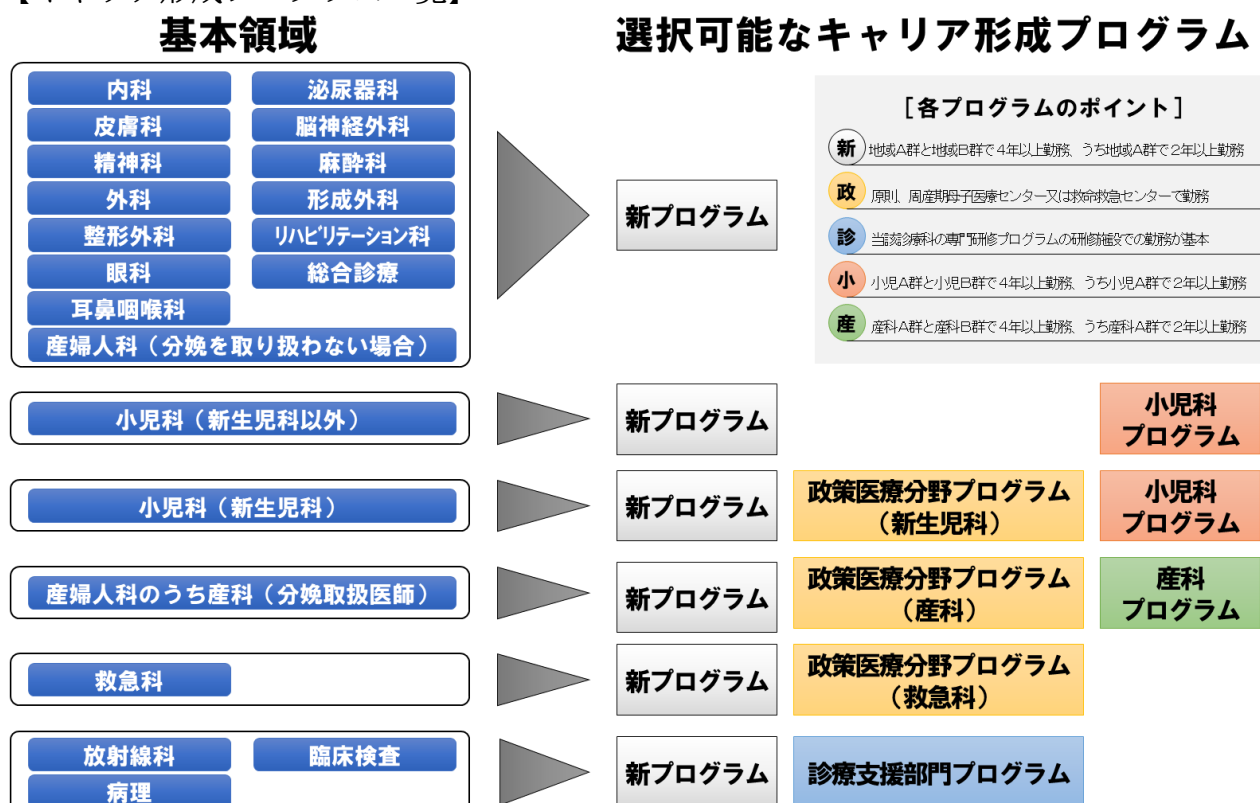 【キャリア形成プログラム一覧】
基本領域
選択可能なキャリア形成プログラム
内科
泌尿器科
皮膚科
脳神経外科
精神科
麻酔科
外科
形成外科
整形外科
リハビリテーション科
眼科
総合診療
耳鼻咽喉科
産婦人科（分娩を取り扱わない場合）
新プログラム
［各プログラムのポイント］
新 地域A群と地域B群で4年以上勤務、うち地域A群で2年以上勤務
政 原則、周産期母子医療センター又は救命救急センターで勤務
診 当該診療科の専門研修プログラムの研修施設での勤務が基本
小 小児A群と小児B群で4年以上勤務、うち小児A群で2年以上勤務
産 産科A群と産科B群で4年以上勤務、うち産科A群で2年以上勤務
小児科（新生児科以外）
新プログラム
小児科
プログラム
小児科（新生児科）
新プログラム
政策医療分野プログラム
（新生児科）
小児科
プログラム
産婦人科のうち産科（分娩取扱医師）
新プログラム
政策医療分野プログラム
（産科）
産科
プログラム
救急科
新プログラム
政策医療分野プログラム
（救急科）
放射線科
臨床検査
病理
新プログラム
診療支援部門プログラム